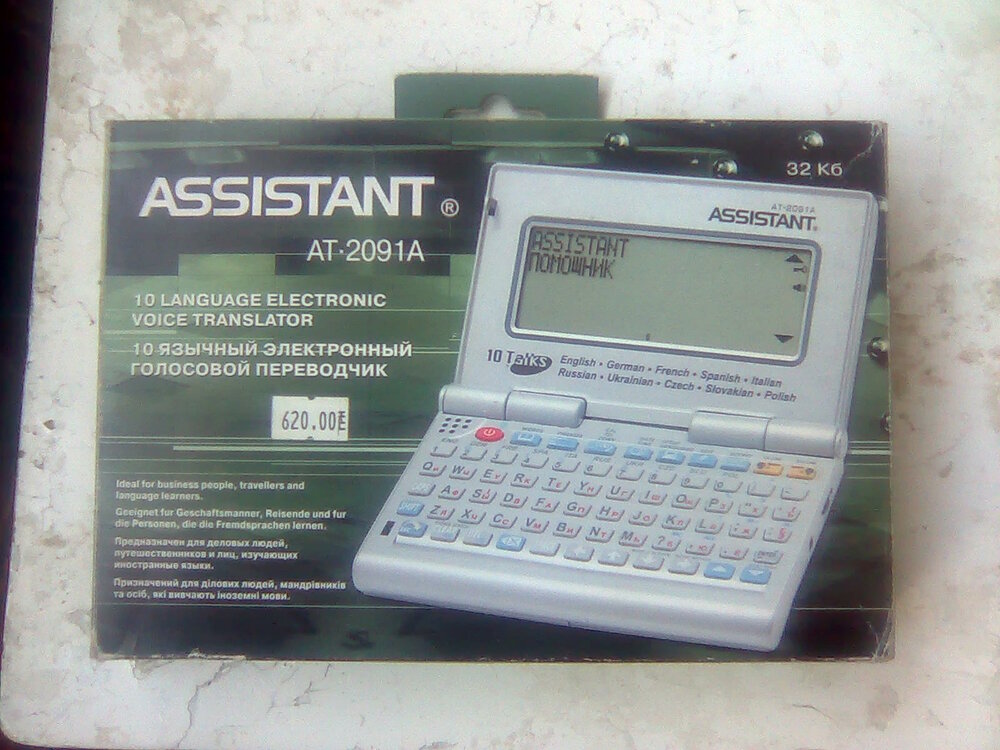 ASSISTANT ®
AT·2091A
10 LANGUAGE ELECTRONIC
VOICE TRANSLATOR
10 ЯЗЫЧНЫЙ ЭЛЕКТРОННЫЙ
ГОЛОСОВОЙ ПЕРЕВОДЧИК
620.00
Ideal for business people, travellers and
language learners.
Geeignet fur Geschaftsmanner, Reisende und fur
die Personen, die die Fremdsprachen lernen.
Предназначен для деловых людей,
путешественников и лиц, изучающих
иностранные языки.
Призначений для ділових людей, мандрівників
та осіб, які вивчають іноземні мови.
32 Кб
AT-2091A
ASSISTANT®
ASSISTANT
ПОМОЩНИК
10 Talks
English • German • French • Spanish • Italian
Russian • Ukrainian • Czech • Slovakian • Polish